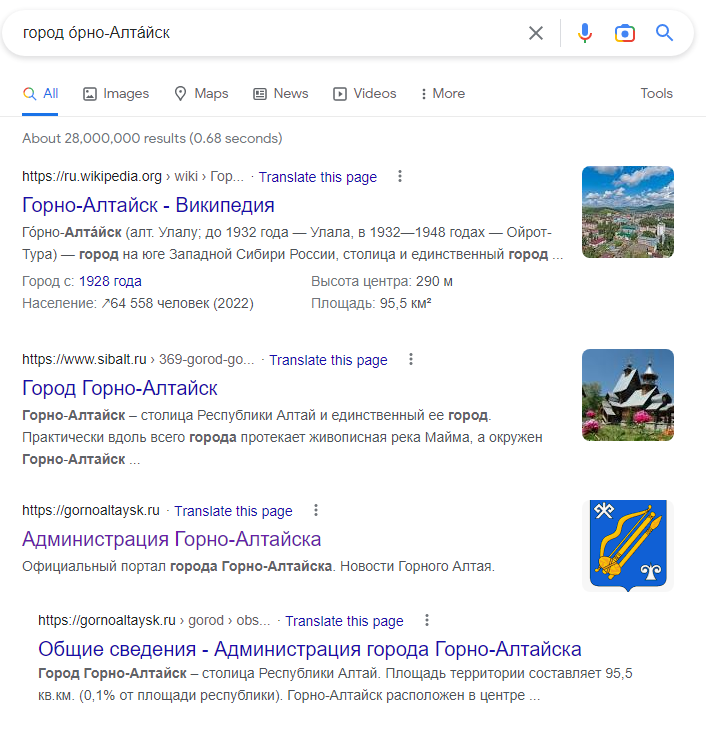 город о́рно-Алта́йск
All Images Maps News Videos More Tools
About 28,000,000 results (0.68 seconds)
https://ru.wikipedia.org › wiki › Гор... · Translate this page
Горно-Алтайск - Википедия
Го́рно-Алта́йск (алт. Улалу; до 1932 года — Улала, в 1932—1948 годах — Ойрот-
Тура) — город на юге Западной Сибири России, столица и единственный город ...
Город с: 1928 года Высота центра: 290 м
Население: ↗64 558 человек (2022) Площадь: 95,5 км²
https://www.sibalt.ru › 369-gorod-go... · Translate this page
Город Горно-Алтайск
Горно-Алтайск – столица Республики Алтай и единственный ее город.
Практически вдоль всего города протекает живописная река Майма, а окружен
Горно-Алтайск ...
https://gornoaltaysk.ru · Translate this page
Администрация Горно-Алтайска
Официальный портал города Горно-Алтайска. Новости Горного Алтая.
https://gornoaltaysk.ru › gorod › obs... · Translate this page
Общие сведения - Администрация города Горно-Алтайска
Город Горно-Алтайск – столица Республики Алтай. Площадь территории составляет 95,5
кв.км. (0,1% от площади республики). Горно-Алтайск расположен в центре ...